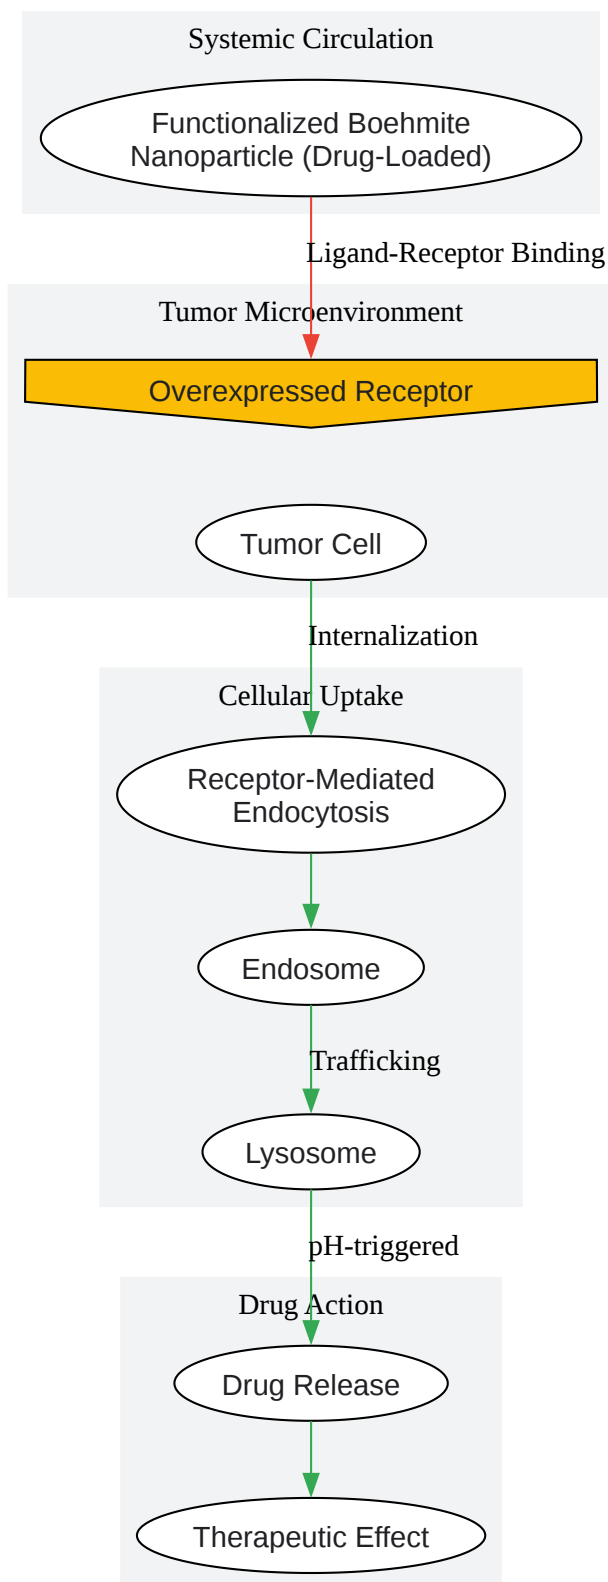 Systemic Circulation
Functionalized Boehmite
Nanoparticle (Drug-Loaded)
Ligand-Receptor Binding
Tumor Microenvironment
Overexpressed Receptor
Tumor Cell
Internalization
Cellular Uptake
Receptor-Mediated
Endocytosis
Endosome
Trafficking
Lysosome
pH-triggered
Drug Action
Drug Release
Therapeutic Effect